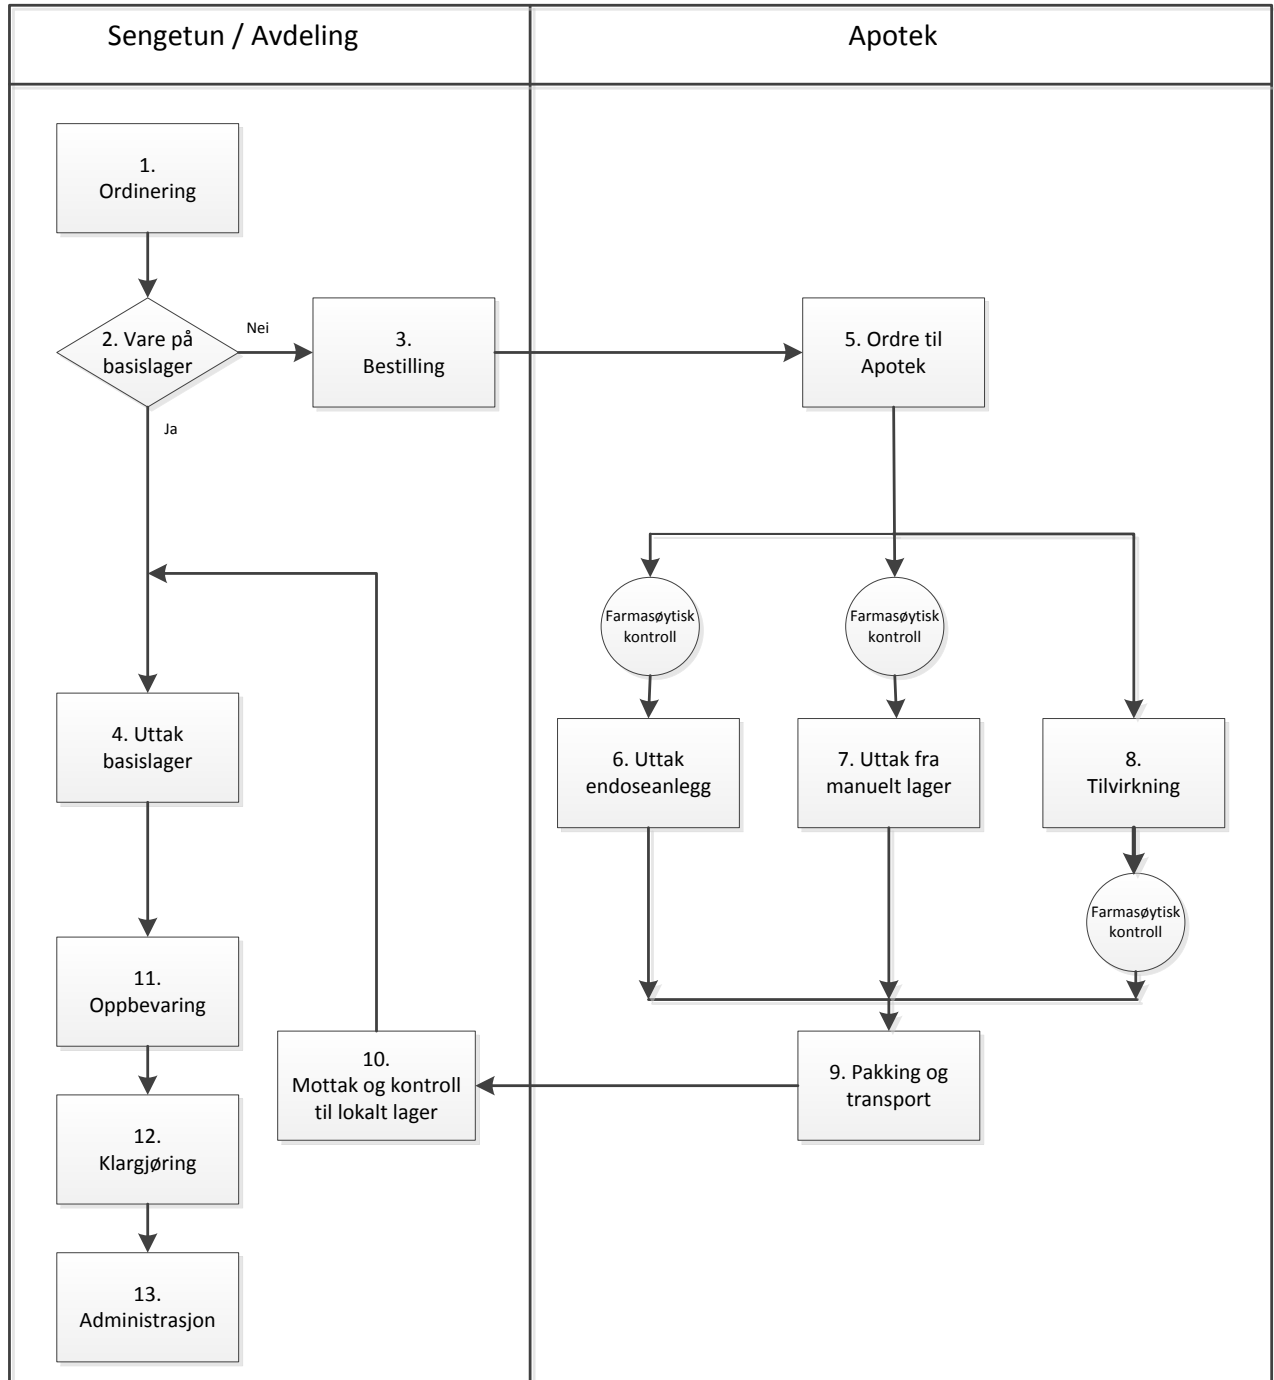 Sengetun / Avdeling
Apotek
1.
Ordinering
2. Vare på
basislager
Nei
3.
Bestilling
5. Ordre til
Apotek
Ja
Farmasøytisk
kontroll
Farmasøytisk
kontroll
4. Uttak
basislager
6. Uttak
endoseanlegg
7. Uttak fra
manuelt lager
8.
Tilvirkning
Farmasøytisk
kontroll
11.
Oppbevaring
10.
Mottak og kontroll
til lokalt lager
9. Pakking og
transport
12.
Klargjøring
13.
Administrasjon